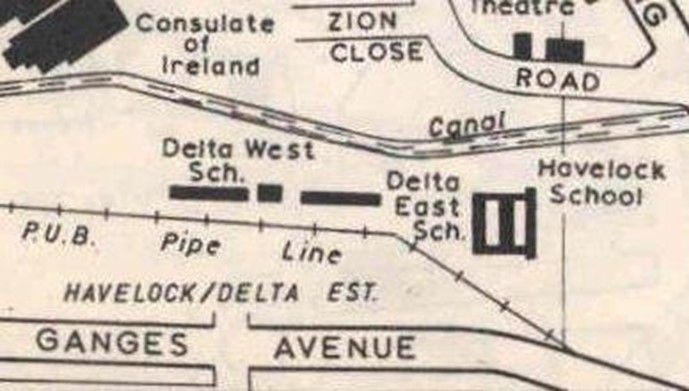 Theatre
Consulate
of
Ireland
ZION
CLOSE
ROAD
Canal
Delta West
Sch.
Delta
East
Sch.
Havelock
School
P.U.B. Pipe Line
HAVELOCK/DELTA EST.
GANGES AVENUE